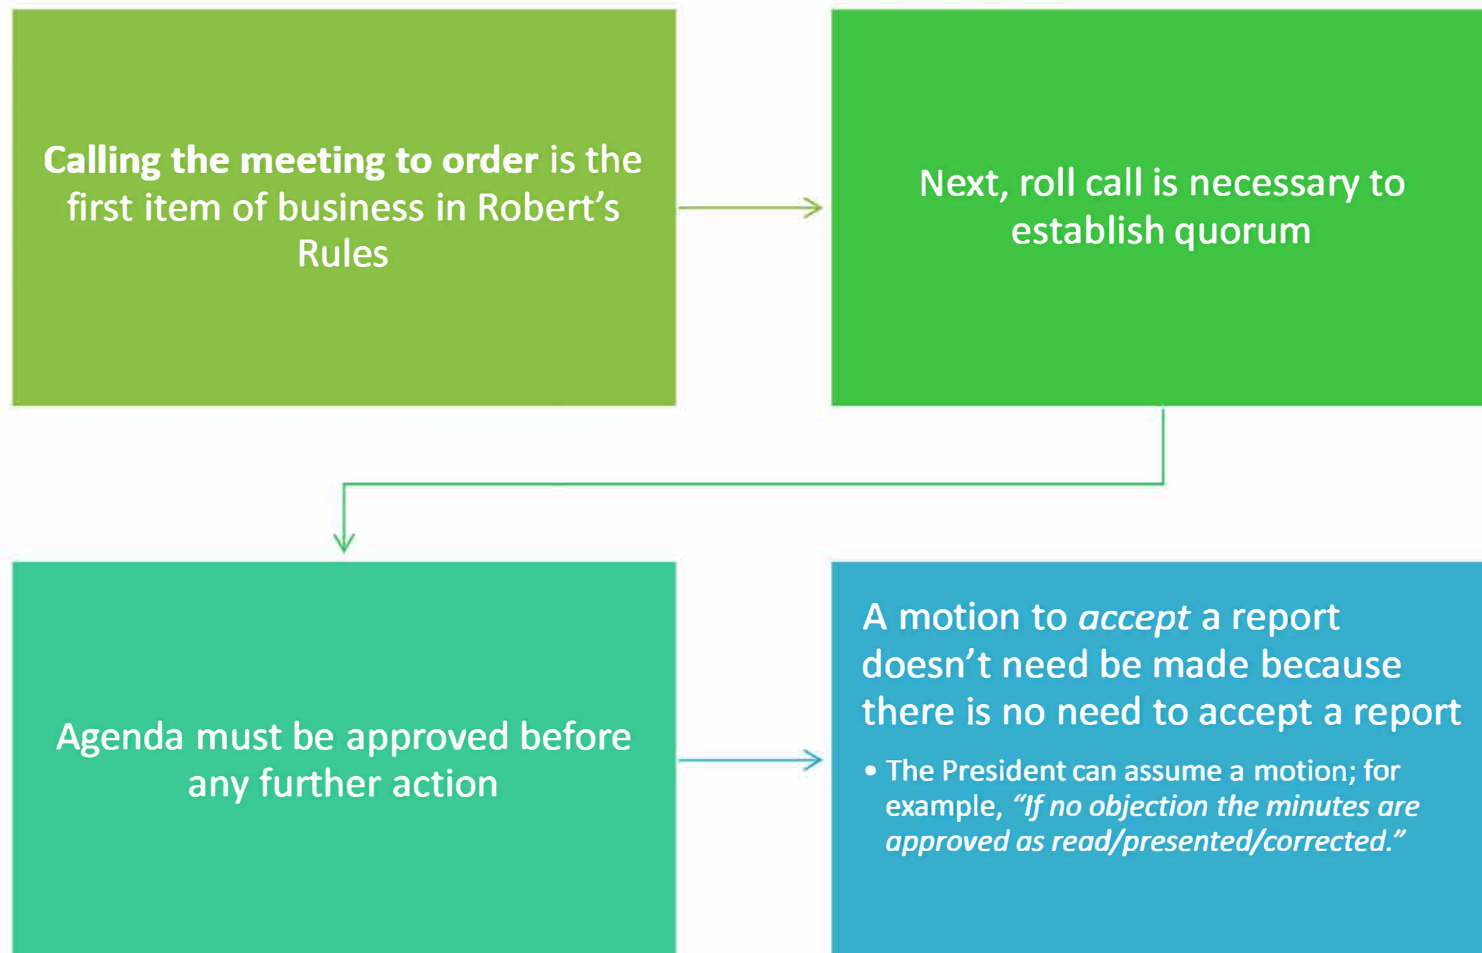 Calling the meeting to order is the
first item of business in Robert’s
Rules
Next, roll call is necessary to
establish quorum
Agenda must be approved before
any further action
A motion to accept a report
doesn’t need be made because
there is no need to accept a report
• The President can assume a motion; for
example, “If no objection the minutes are
approved as read/presented/corrected.”